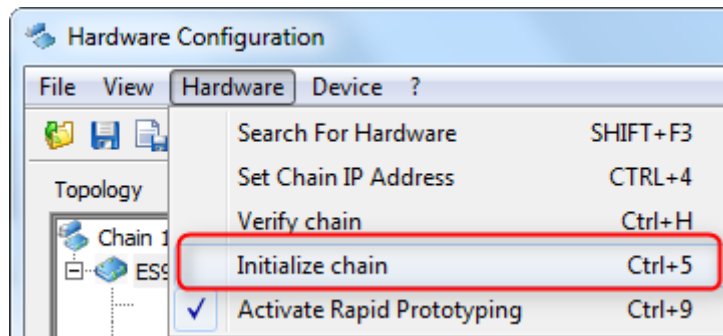 Hardware Configuration
File View Hardware Device ?
Search For Hardware SHIFT+F3
Set Chain IP Address CTRL+4
Topology
Verify chain Ctrl+H
Chain 1
Initialize chain Ctrl+5
Activate Rapid Prototyping Ctrl+9